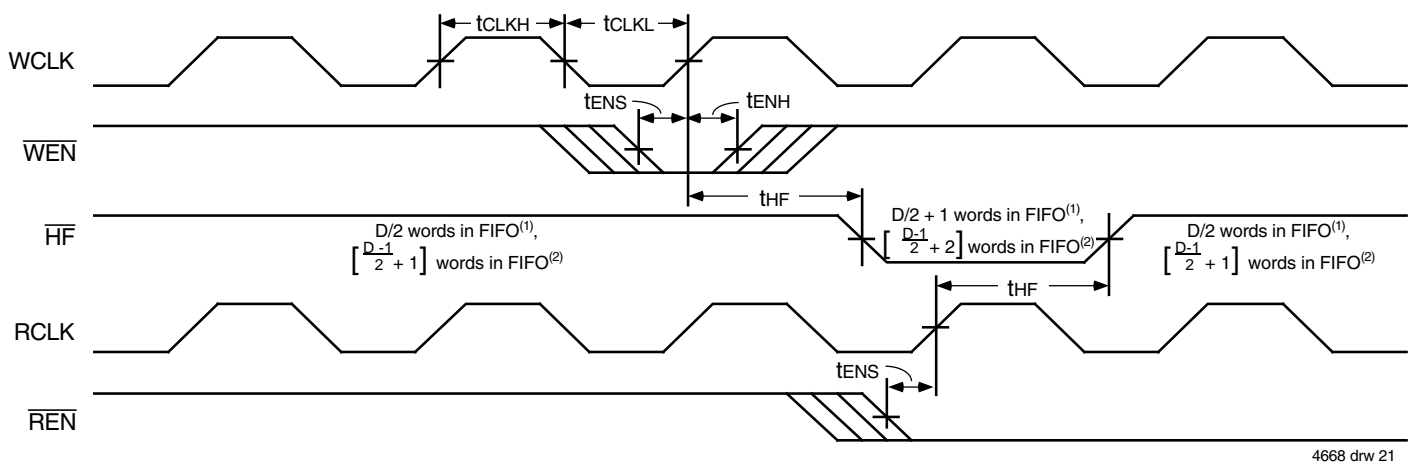 tCLKH
tCLKL
WCLK
tENS
tENH
WEN
tHF
HF
D/2 words in FIFO(1),
[D-1/2 + 1] words in FIFO(2)
D/2 + 1 words in FIFO(1),
[D-1/2 + 2] words in FIFO(2)
D/2 words in FIFO(1),
[D-1/2 + 1] words in FIFO(2)
tHF
RCLK
tENS
REN
4668 drw 21